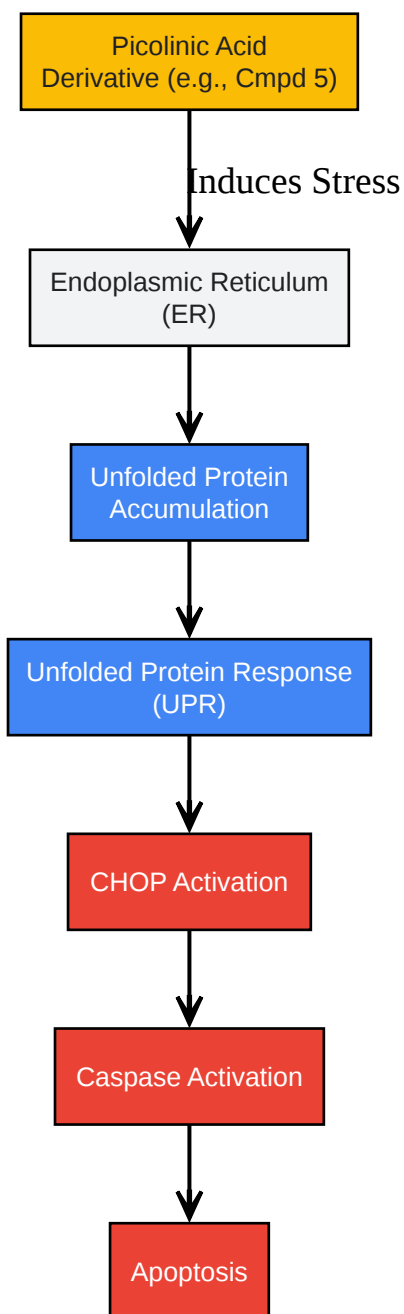 Picolinic Acid
Derivative (e.g., Cmpd 5)
Induces Stress
Endoplasmic Reticulum
(ER)
Unfolded Protein
Accumulation
Unfolded Protein Response
(UPR)
CHOP Activation
Caspase Activation
Apoptosis